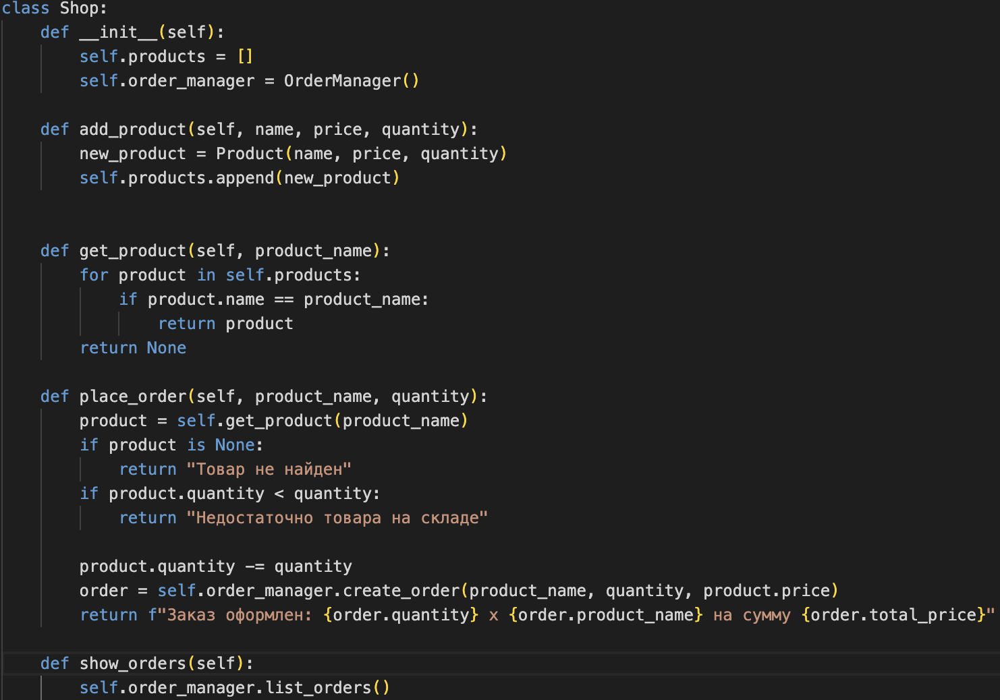 class Shop:
    def __init__(self):
        self.products = []
        self.order_manager = OrderManager()

    def add_product(self, name, price, quantity):
        new_product = Product(name, price, quantity)
        self.products.append(new_product)


    def get_product(self, product_name):
        for product in self.products:
            if product.name == product_name:
                return product
        return None

    def place_order(self, product_name, quantity):
        product = self.get_product(product_name)
        if product is None:
            return "Товар не найден"
        if product.quantity < quantity:
            return "Недостаточно товара на складе"

        product.quantity -= quantity
        order = self.order_manager.create_order(product_name, quantity, product.price)
        return f"Заказ оформлен: {order.quantity} x {order.product_name} на сумму {order.total_price}"

    def show_orders(self):
        self.order_manager.list_orders()